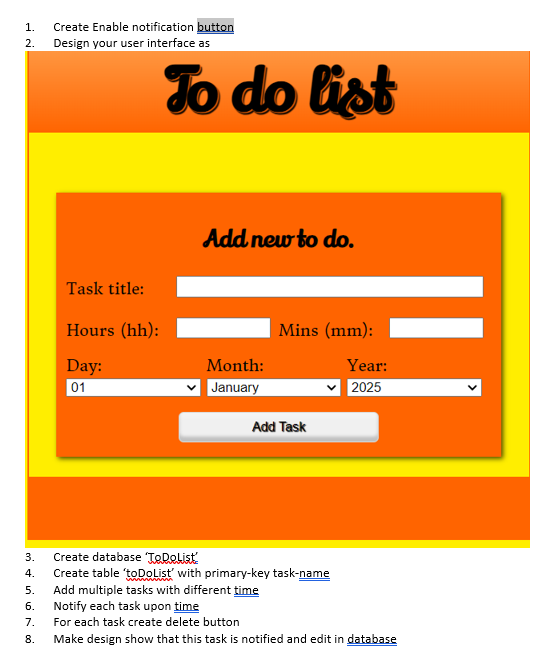 1. Create Enable notification button
2. Design your user interface as
To do list
Add new to do.
Task title:
Hours (hh): Mins (mm):
Day: Month: Year:
01 January 2025
Add Task
3. Create database ‘ToDoList’
4. Create table ‘toDoList’ with primary-key task-name
5. Add multiple tasks with different time
6. Notify each task upon time
7. For each task create delete button
8. Make design show that this task is notified and edit in database